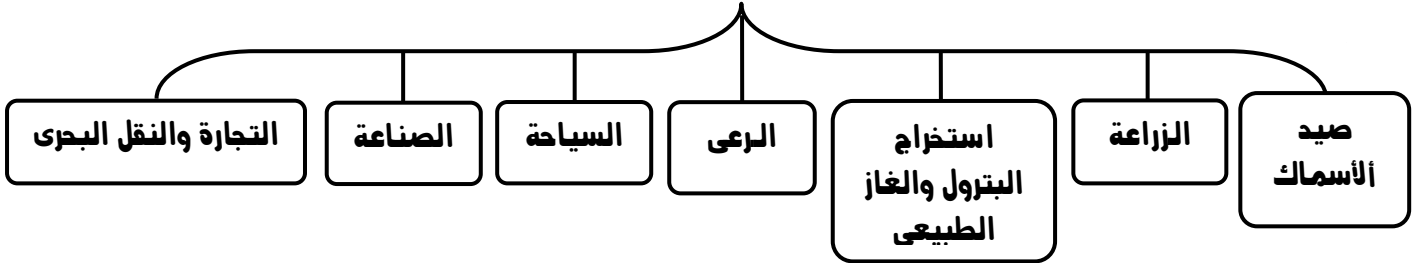 صيد
ألأسماك
الزراعة
استخراج
البترول والغاز
الطبيعى
الرعى
السياحة
الصناعة
التجارة والنقل البحرى